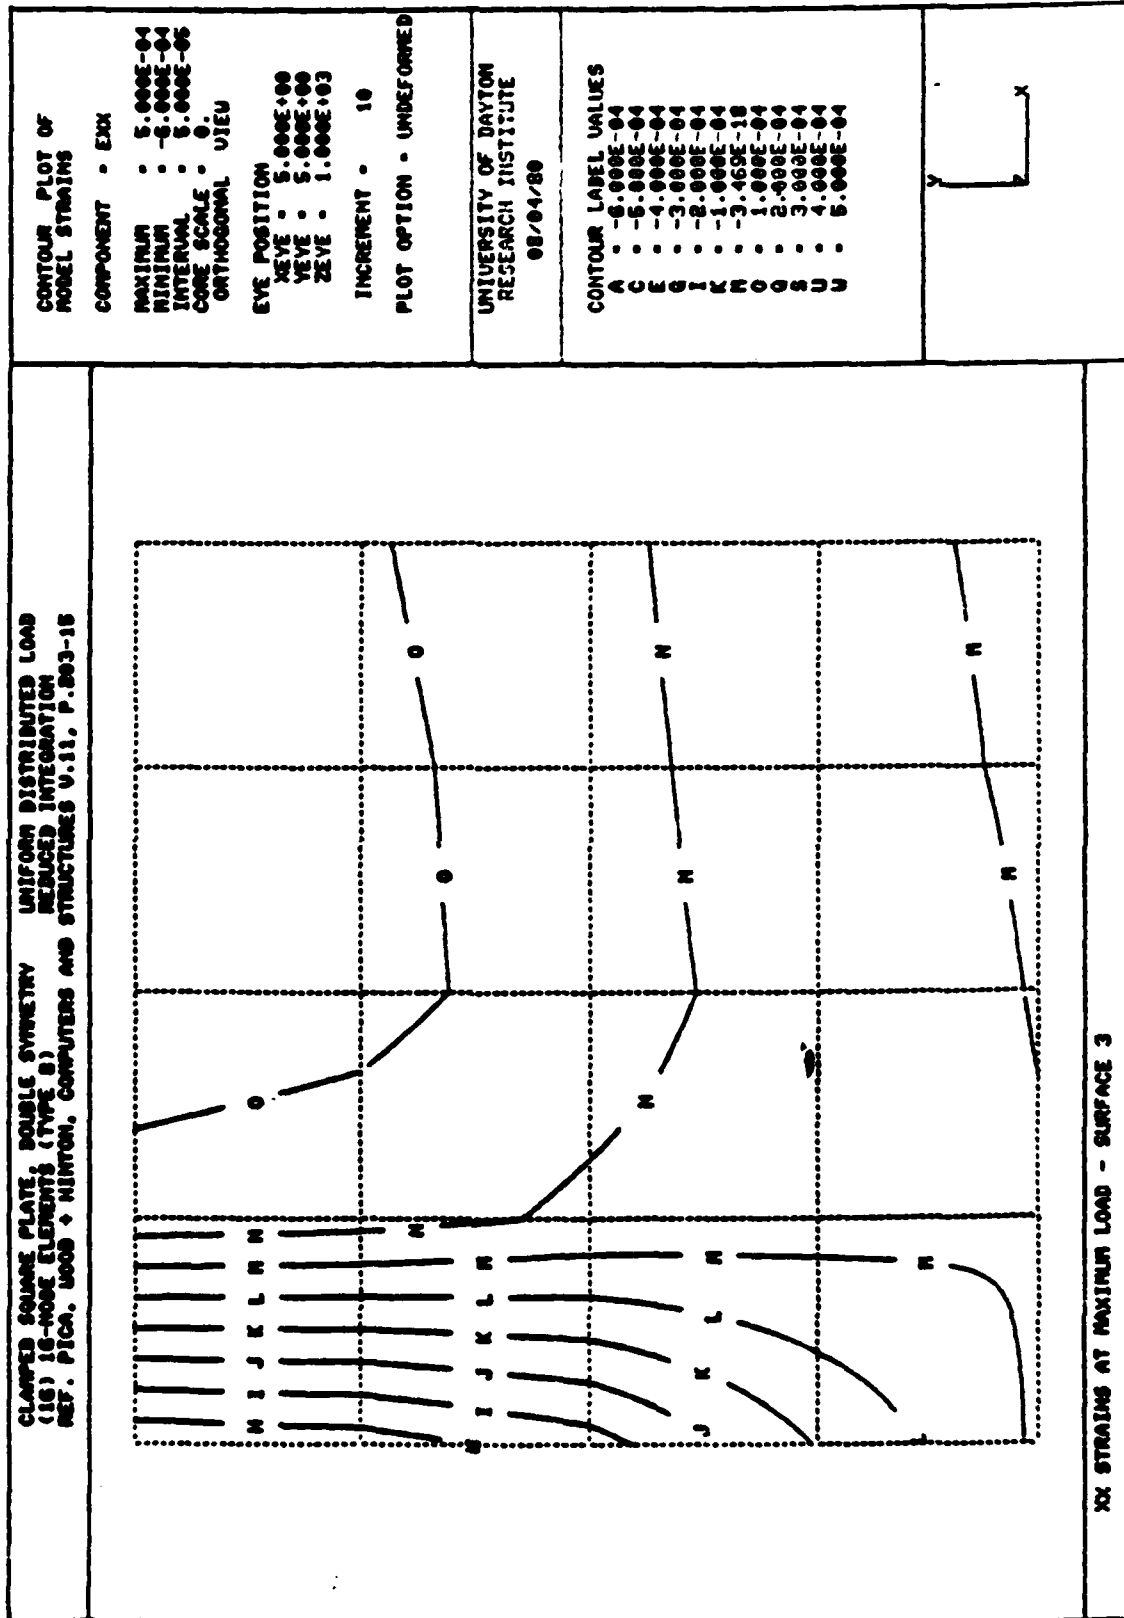 CLAMPED SQUARE PLATE, DOUBLE SYMMETRY UNIFORM DISTRIBUTED LOAD
(16) 16-NODE ELEMENTS (TYPE B) REDUCED INTEGRATION
REF. PICA, WOOD + HINTON, COMPUTERS AND STRUCTURES V.11, P.203-15
CONTOUR PLOT OF
MODEL STRAINS
COMPONENT = EXX
MAXIMUM = 5.000E-04
MINIMUM = -6.000E-04
INTERVAL = 5.000E-05
CORE SCALE = 0.
ORTHOGONAL VIEW
EYE POSITION
XEYE = 5.000E+00
YEYE = 5.000E+00
ZEYE = 1.000E+03
INCREMENT = 10
PLOT OPTION = UNDEFORMED
UNIVERSITY OF DAYTON
RESEARCH INSTITUTE
08/04/80
CONTOUR LABEL VALUES
A = -6.000E-04
C = -5.000E-04
E = -4.000E-04
G = -3.000E-04
I = -2.000E-04
K = -1.000E-04
M = -3.469E-18
O = 1.000E-04
Q = 2.000E-04
S = 3.000E-04
U = 4.000E-04
W = 5.000E-04
Y
Z X
H I J K L M N O
N O
O
H I J K L M
N N N
J K L M
L M M M
XX STRAINS AT MAXIMUM LOAD - SURFACE 3